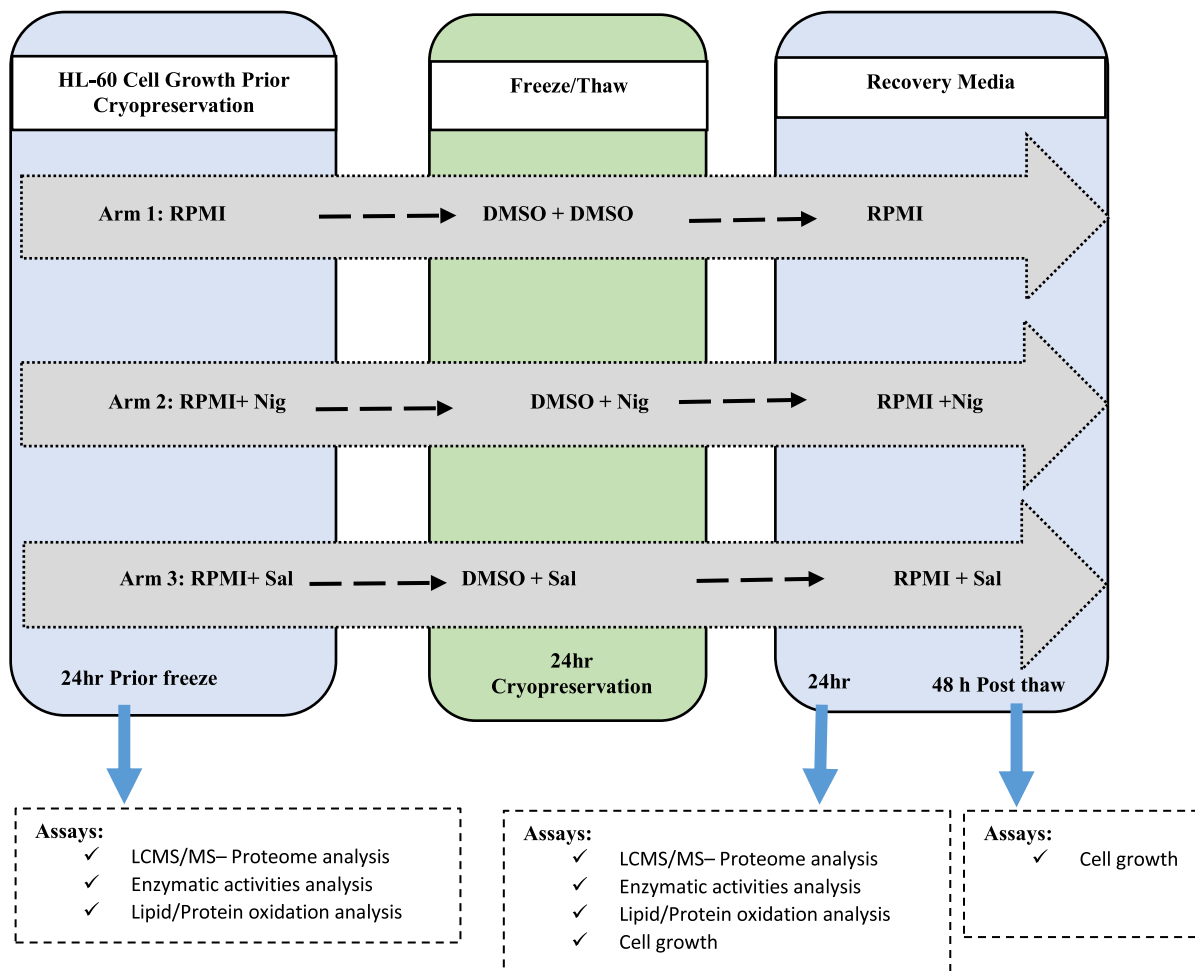 HL-60 Cell Growth Prior
Cryopreservation
Freeze/Thaw
Recovery Media
Arm 1: RPMI
DMSO + DMSO
RPMI
Arm 2: RPMI+ Nig
DMSO + Nig
RPMI +Nig
Arm 3: RPMI+ Sal
DMSO + Sal
RPMI + Sal
24hr Prior freeze
24hr
Cryopreservation
24hr
48 h Post thaw
Assays:
✓ LCMS/MS– Proteome analysis
✓ Enzymatic activities analysis
✓ Lipid/Protein oxidation analysis
Assays:
✓ LCMS/MS– Proteome analysis
✓ Enzymatic activities analysis
✓ Lipid/Protein oxidation analysis
✓ Cell growth
Assays:
✓ Cell growth